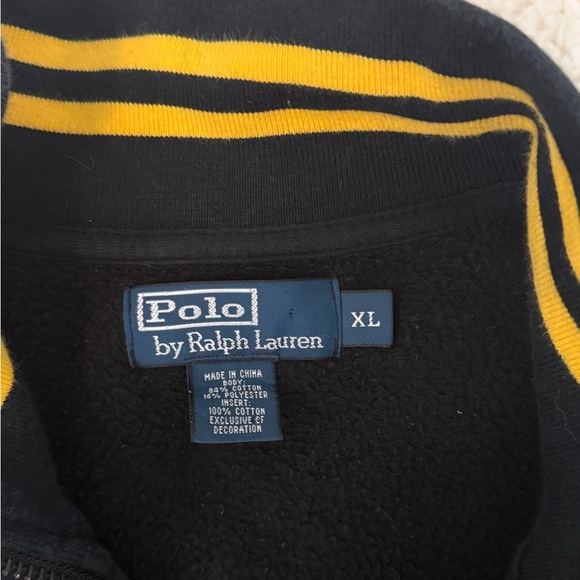 Polo
by Ralph Lauren
XL
MADE IN CHINA
BODY:
84% COTTON
16% POLYESTER
INSERT:
100% COTTON
EXCLUSIVE OF
DECORATION